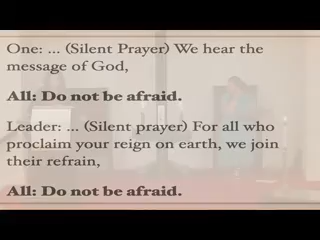 One: ... (Silent Prayer) We hear the
message of God,
All: Do not be afraid.
Leader: ... (Silent prayer) For all who
proclaim your reign on earth, we join
their refrain,
All: Do not be afraid.